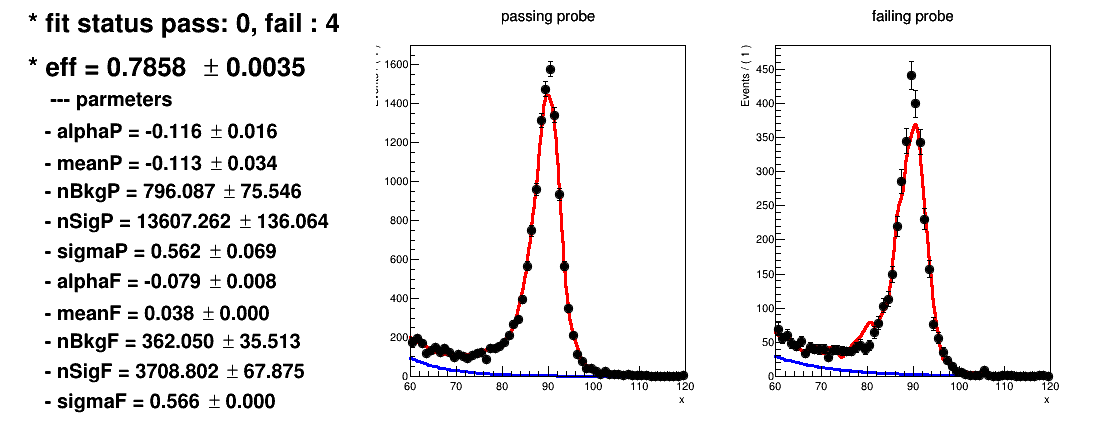 * fit status pass: 0, fail : 4
* eff = 0.7858 ± 0.0035
--- parmeters
- alphaP = -0.116 ± 0.016
- meanP = -0.113 ± 0.034
- nBkgP = 796.087 ± 75.546
- nSigP = 13607.262 ± 136.064
- sigmaP = 0.562 ± 0.069
- alphaF = -0.079 ± 0.008
- meanF = 0.038 ± 0.000
- nBkgF = 362.050 ± 35.513
- nSigF = 3708.802 ± 67.875
- sigmaF = 0.566 ± 0.000
passing probe
1600
1400
1200
1000
800
600
400
200
0
60 70 80 90 100 110 120
x
failing probe
Events / ( 1 )
450
400
350
300
250
200
150
100
50
0
60 70 80 90 100 110 120
x